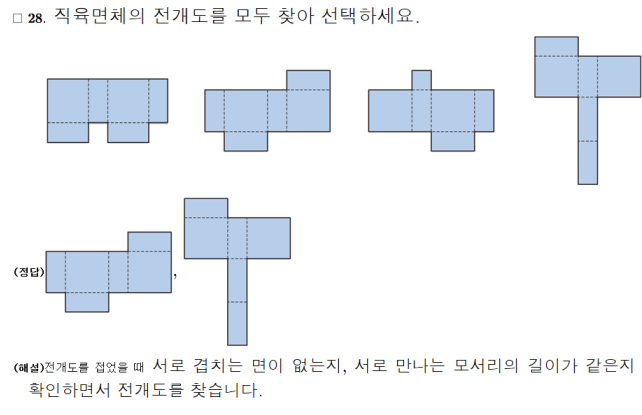 □ 28. 직육면체의 전개도를 모두 찾아 선택하세요.
(정답) ,
(해설)전개도를 접었을 때 서로 겹치는 면이 없는지, 서로 만나는 모서리의 길이가 같은지
확인하면서 전개도를 찾습니다.